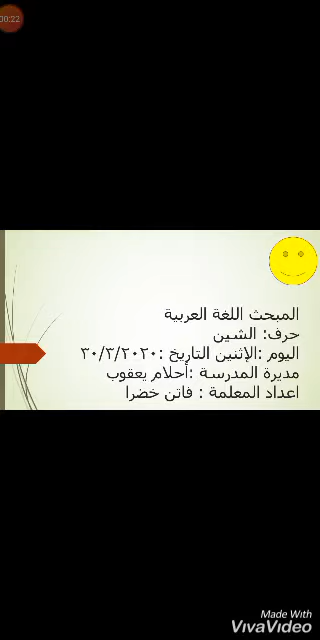 00:22
المبحث اللغة العربية
حرف: الشين
اليوم :الإثنين التاريخ :٣٠/٣/٢٠٢٠
مديرة المدرسة :أحلام يعقوب
اعداد المعلمة : فاتن خضرا
Made With
VivaVideo